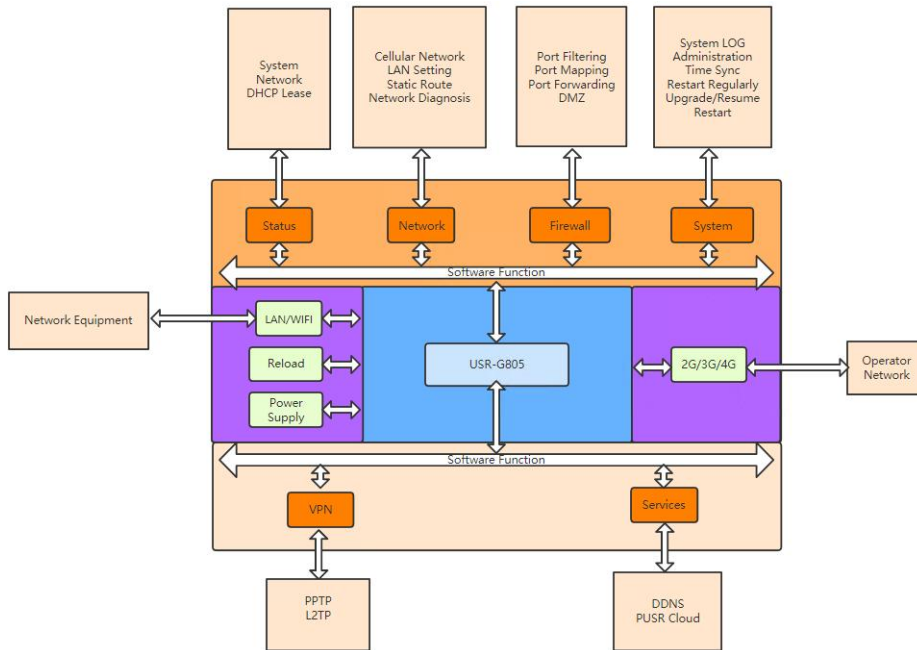 System
Network
DHCP Lease
Cellular Network
LAN Setting
Static Route
Network Diagnosis
Port Filtering
Port Mapping
Port Forwarding
DMZ
System LOG
Administration
Time Sync
Restart Regularly
Upgrade/Resume
Restart
Status
Network
Firewall
System
Software Function
Network Equipment
LAN/WIFI
Reload
Power
Supply
USR-G805
2G/3G/4G
Operator
Network
Software Function
VPN
Services
PPTP
L2TP
DDNS
PUSR Cloud